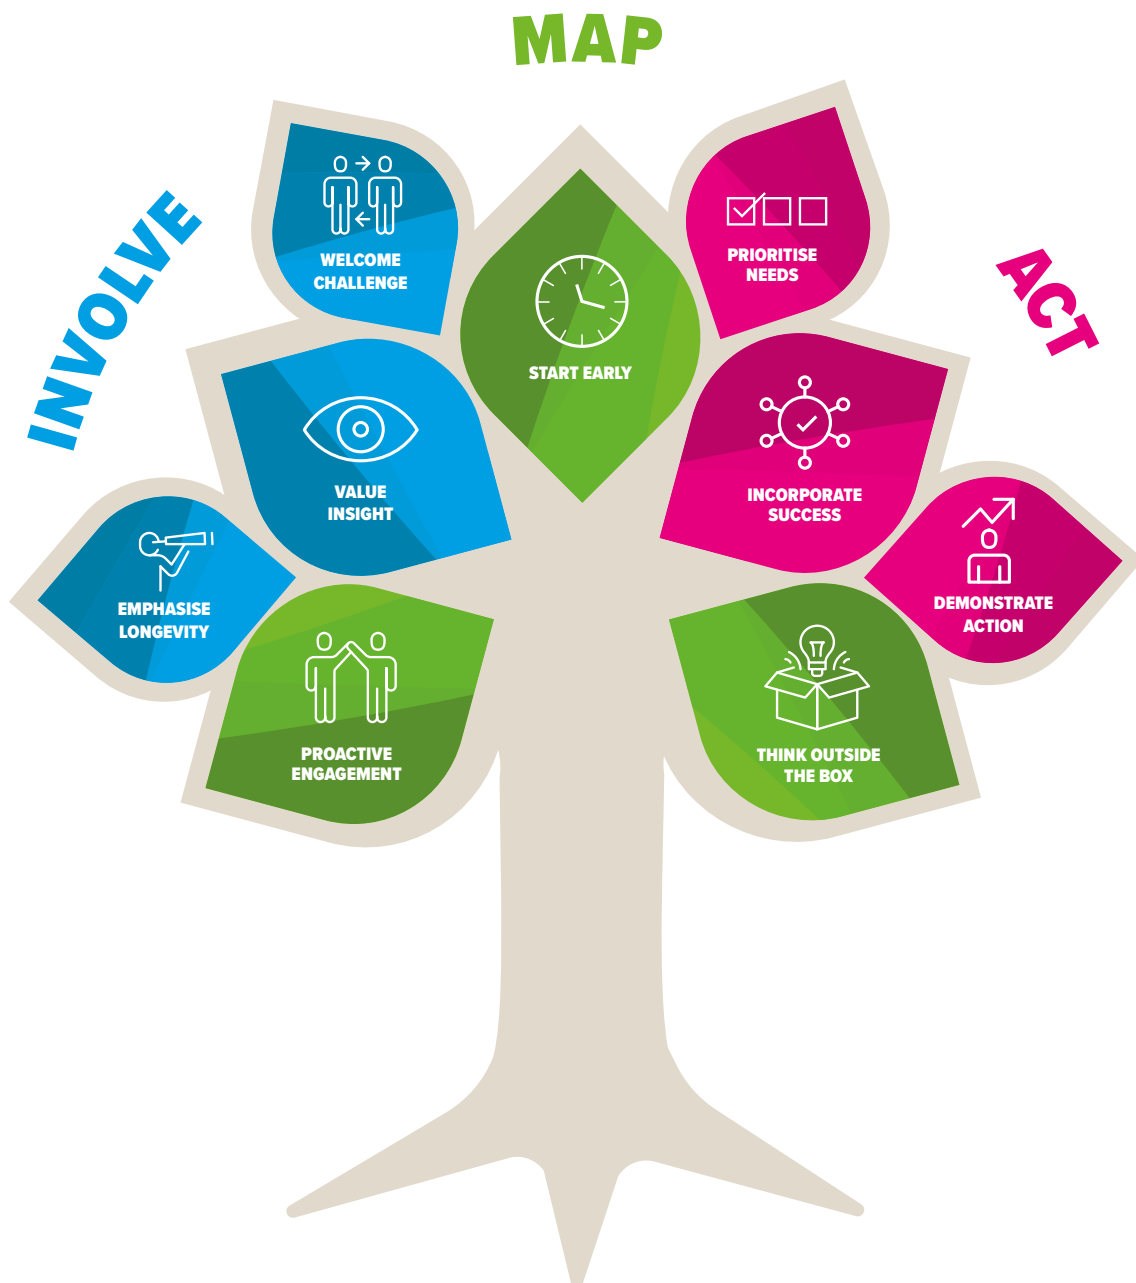 MAP
INVOLVE
ACT
WELCOME
CHALLENGE
PRIORITISE
NEEDS
START EARLY
VALUE
INSIGHT
INCORPORATE
SUCCESS
EMPHASISE
LONGEVITY
DEMONSTRATE
ACTION
PROACTIVE
ENGAGEMENT
THINK OUTSIDE
THE BOX